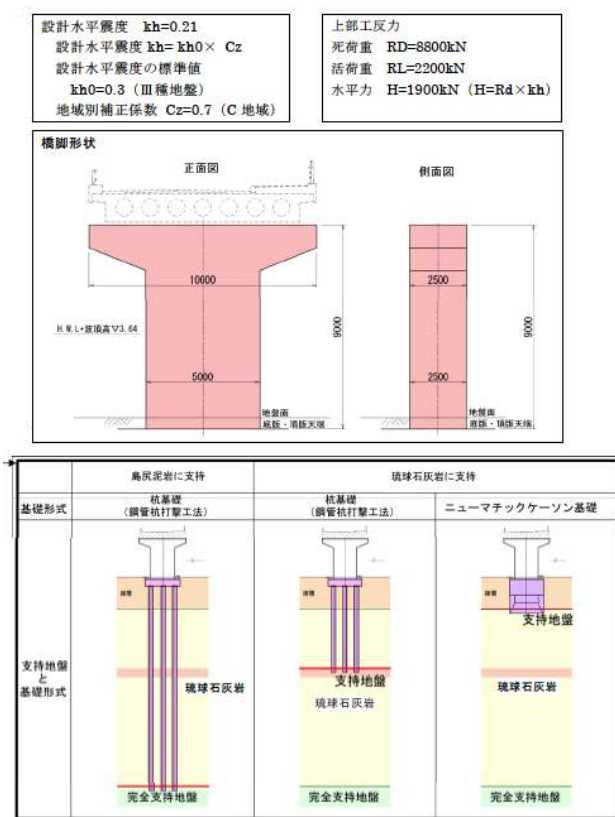 設計水平震度 kh=0.21
設計水平震度 kh= kh0× Cz
設計水平震度の標準値
kh0=0.3(Ⅲ種地盤)
地域別補正係数 Cz=0.7(C 地域)
上部工反力
死荷重 RD=8800kN
活荷重 RL=2200kN
水平力 H=1900kN(H=Rd×kh)
橋脚形状
正面図
側面図
10000
2500
9000
9000
H.W.L+波頂高▽3.64
5000
2500
地盤面
底版・頂版天端
地盤面
底版・頂版天端
島尻泥岩に支持
琉球石灰岩に支持
基礎形式
杭基礎
(鋼管杭打撃工法)
杭基礎
(鋼管杭打撃工法)
ニューマチックケーソン基礎
支持地盤
と
基礎形式
琉球石灰岩
完全支持地盤
支持地盤
琉球石灰岩
完全支持地盤
支持地盤
琉球石灰岩
完全支持地盤